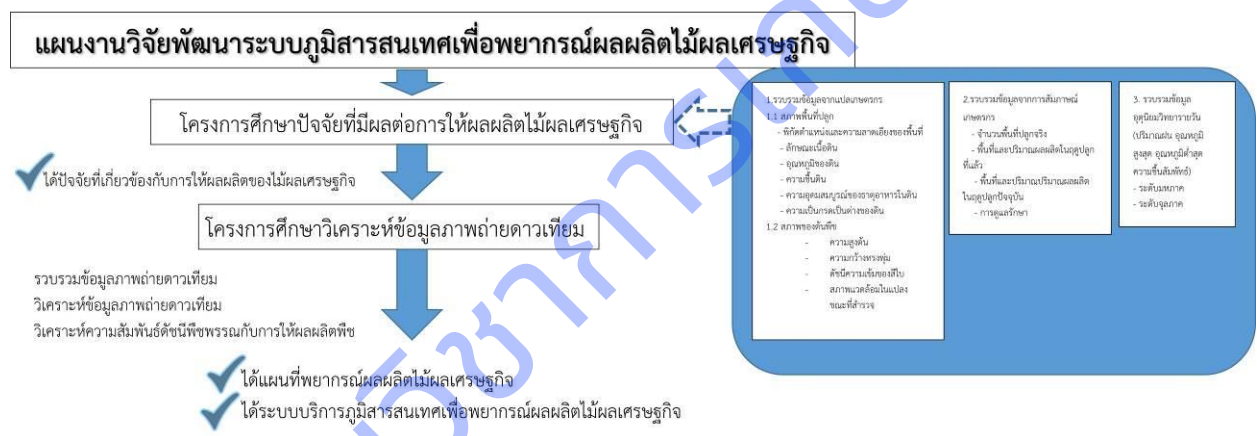 แผนงานวิจัยพัฒนาระบบภูมิสารสนเทศเพื่อพยากรณ์ผลผลิตไม้ผลเศรษฐกิจ
โครงการศึกษาปัจจัยที่มีผลต่อการให้ผลผลิตไม้ผลเศรษฐกิจ
ได้ปัจจัยที่เกี่ยวข้องกับการให้ผลผลิตของไม้ผลเศรษฐกิจ
โครงการศึกษาวิเคราะห์ข้อมูลภาพถ่ายดาวเทียม
รวบรวมข้อมูลภาพถ่ายดาวเทียม
วิเคราะห์ข้อมูลภาพถ่ายดาวเทียม
วิเคราะห์ความสัมพันธ์ดัชนีพืชพรรณกับการให้ผลผลิตพืช
ได้แผนที่พยากรณ์ผลผลิตไม้ผลเศรษฐกิจ
ได้ระบบบริการภูมิสารสนเทศเพื่อพยากรณ์ผลผลิตไม้ผลเศรษฐกิจ
1.รวบรวมข้อมูลจากแปลงเกษตรกร
1.1 สภาพพื้นที่ปลูก
- พิกัดตำแหน่งและความลาดเอียงของพื้นที่
- ลักษณะเนื้อดิน
- อุณหภูมิของดิน
- ความชื้นดิน
- ความอุดมสมบูรณ์ของธาตุอาหารในดิน
- ความเป็นกรดเป็นด่างของดิน
1.2 สภาพของต้นพืช
- ความสูงต้น
- ความกว้างทรงพุ่ม
- ดัชนีความเข้มของสีใบ
- สภาพแวดล้อมในแปลง
ขณะที่สำรวจ
2.รวบรวมข้อมูลจากการสัมภาษณ์
เกษตรกร
- จำนวนพื้นที่ปลูกจริง
- พื้นที่และปริมาณผลผลิตในฤดูปลูก
ที่แล้ว
- พื้นที่และปริมาณปริมาณผลผลิต
ในฤดูปลูกปัจจุบัน
- การดูแลรักษา
3. รวบรวมข้อมูล
อุตุนิยมวิทยารายวัน
(ปริมาณฝน อุณหภูมิ
สูงสุด อุณหภูมิต่ำสุด
ความชื้นสัมพัทธ์)
- ระดับมหภาค
- ระดับจุลภาค